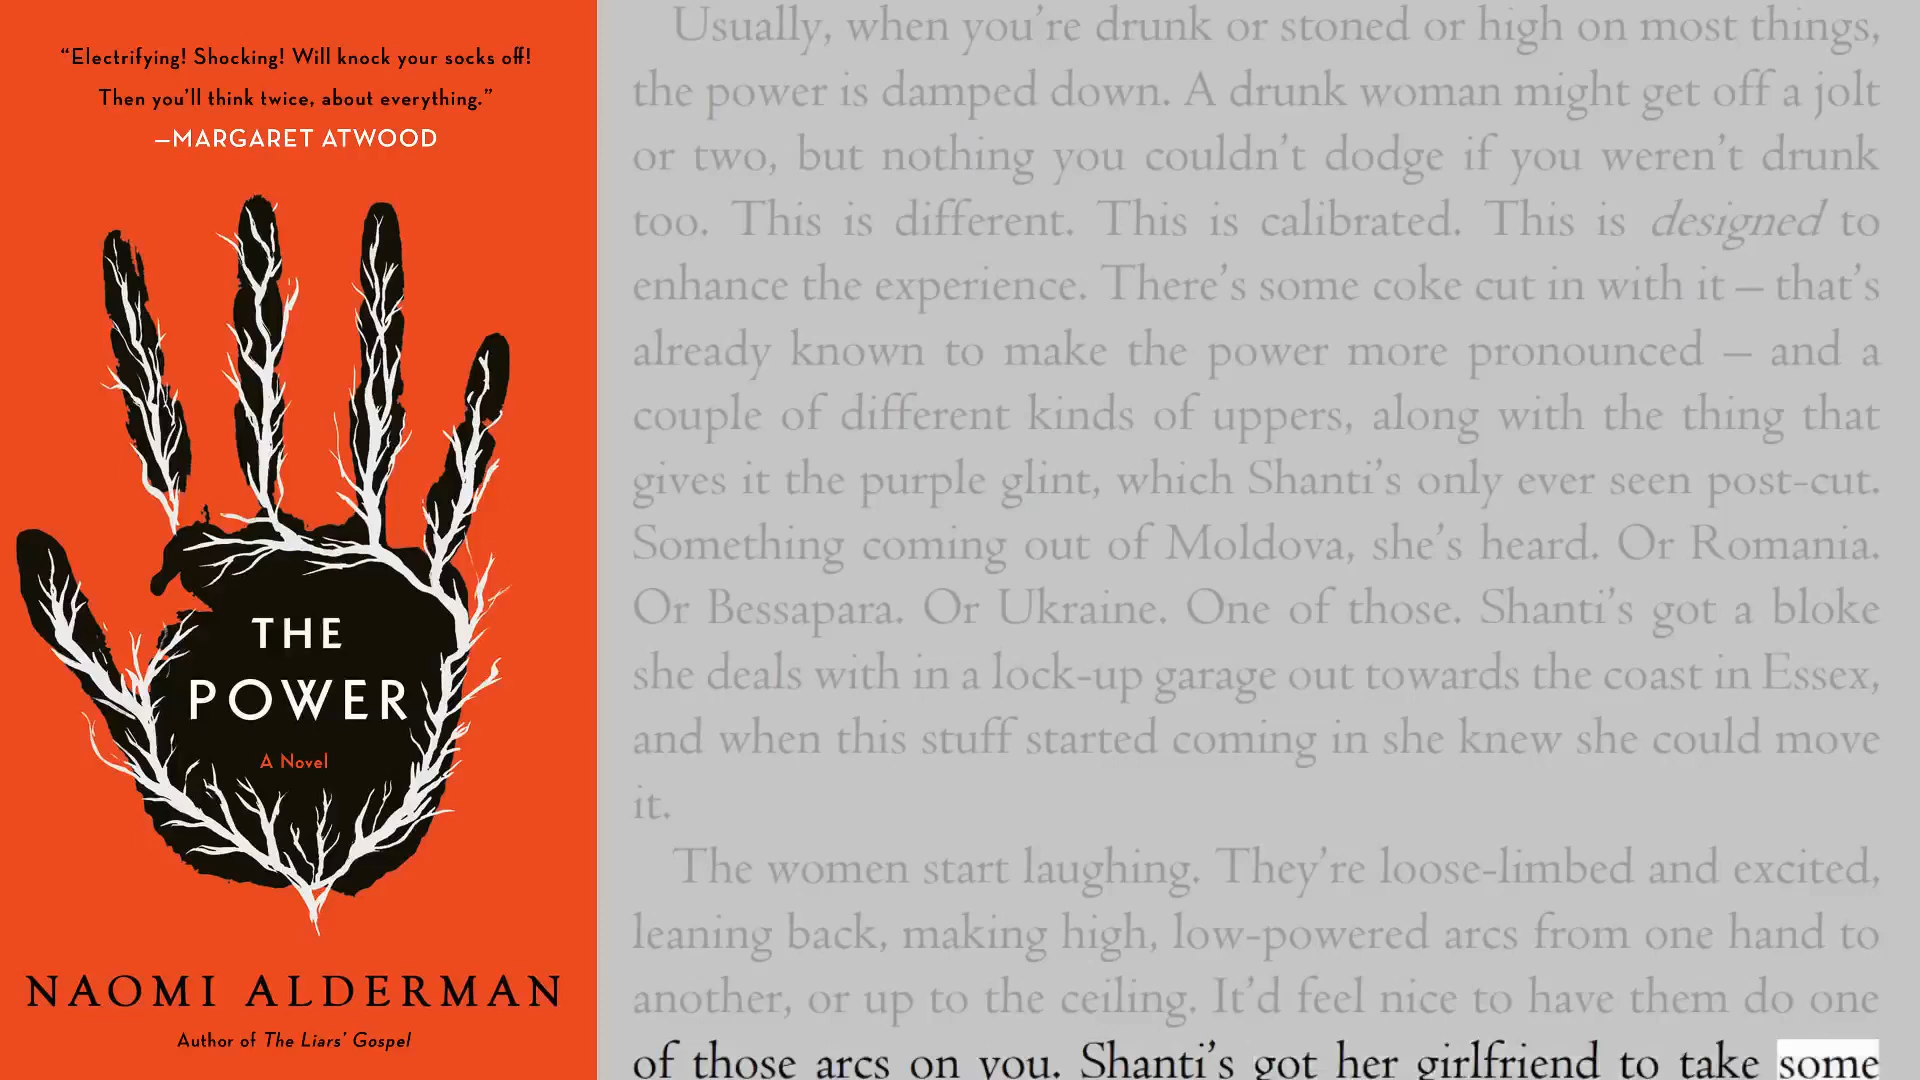 “Electrifying! Shocking! Will knock your socks off!
Then you’ll think twice, about everything.”
—MARGARET ATWOOD
THE
POWER
A Novel
NAOMI ALDERMAN
Author of The Liars’ Gospel
Usually, when you’re drunk or stoned or high on most things,
the power is damped down. A drunk woman might get off a jolt
or two, but nothing you couldn’t dodge if you weren’t drunk
too. This is different. This is calibrated. This is designed to
enhance the experience. There’s some coke cut in with it – that’s
already known to make the power more pronounced – and a
couple of different kinds of uppers, along with the thing that
gives it the purple glint, which Shanti’s only ever seen post-cut.
Something coming out of Moldova, she’s heard. Or Romania.
Or Bessapara. Or Ukraine. One of those. Shanti’s got a bloke
she deals with in a lock-up garage out towards the coast in Essex,
and when this stuff started coming in she knew she could move
it.
The women start laughing. They’re loose-limbed and excited,
leaning back, making high, low-powered arcs from one hand to
another, or up to the ceiling. It’d feel nice to have them do one
of those arcs on you. Shanti’s got her girlfriend to take some